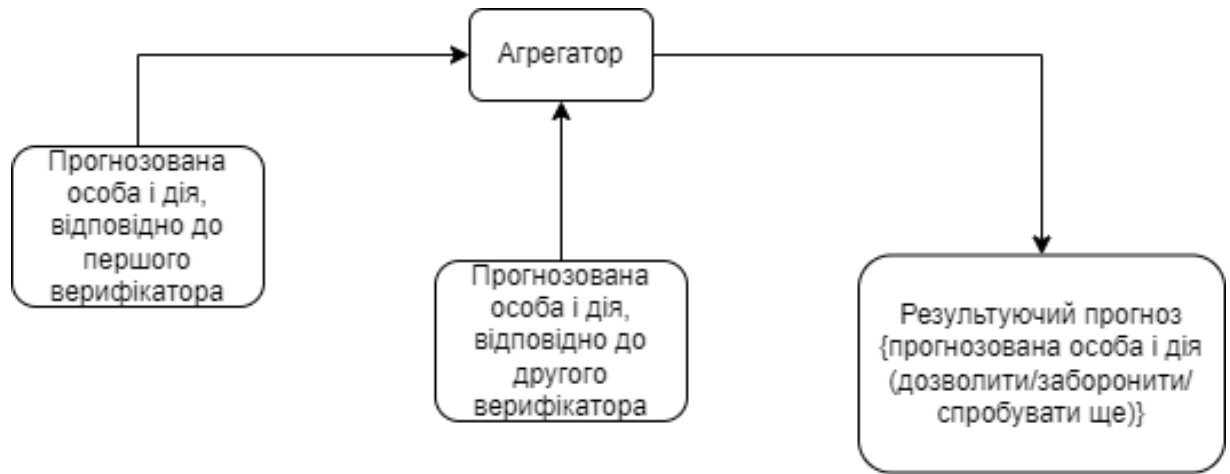 Агрегатор
Прогнозована
особа і дія,
відповідно до
першого
верифікатора
Прогнозована
особа і дія,
відповідно до
другого
верифікатора
Результуючий прогноз
{прогнозована особа і дія
(дозволити/заборонити/
спробувати ще)}